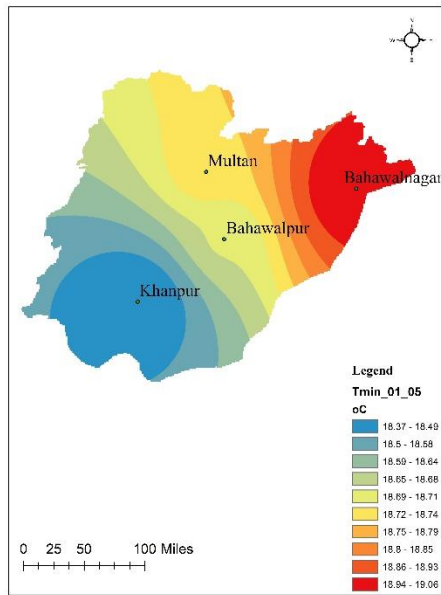 N
W
E
S
Multan
Bahawalnagar
Bahawalpur
Khanpur
Legend
Tmin_01_05
oC
18.37 - 18.49
18.5 - 18.58
18.59 - 18.64
18.65 - 18.68
18.69 - 18.71
18.72 - 18.74
18.75 - 18.79
18.8 - 18.85
18.86 - 18.93
18.94 - 19.06
0 25 50 100 Miles